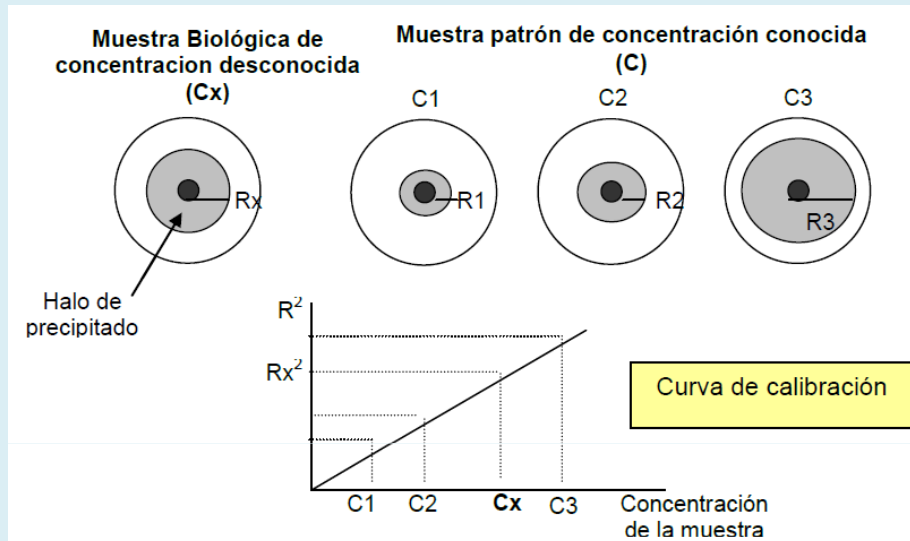 Muestra Biológica de
concentracion desconocida
(Cx)
Muestra patrón de concentración conocida
(C)
C1
C2
C3
Rx
R1
R2
R3
Halo de
precipitado
R²
Rx²
Curva de calibración
C1
C2
Cx
C3
Concentración
de la muestra